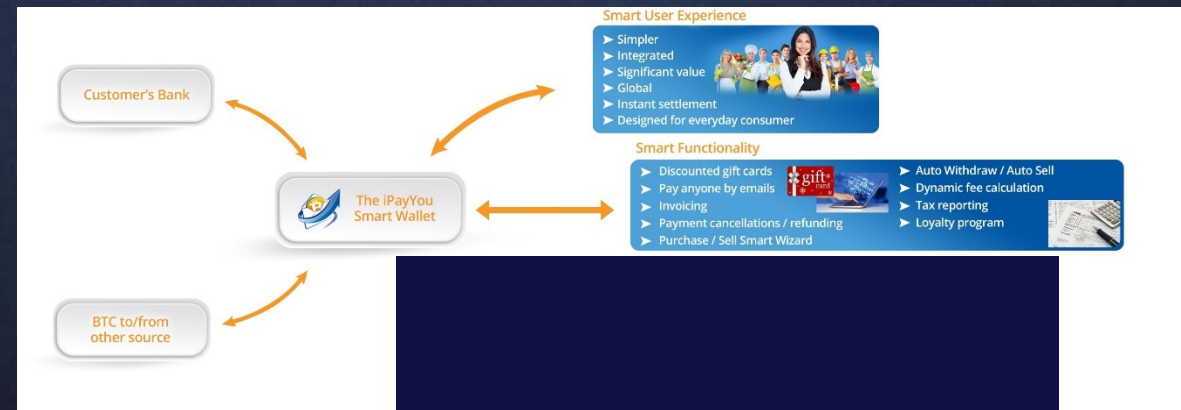 Smart User Experience
Simpler
Integrated
Significant value
Global
Instant settlement
Designed for everyday consumer
Customer's Bank
The iPayYou
Smart Wallet
BTC to/from
other source
Smart Functionality
Discounted gift cards
Pay anyone by emails
Invoicing
Payment cancellations / refunding
Purchase / Sell Smart Wizard
gift
card
Auto Withdraw / Auto Sell
Dynamic fee calculation
Tax reporting
Loyalty program